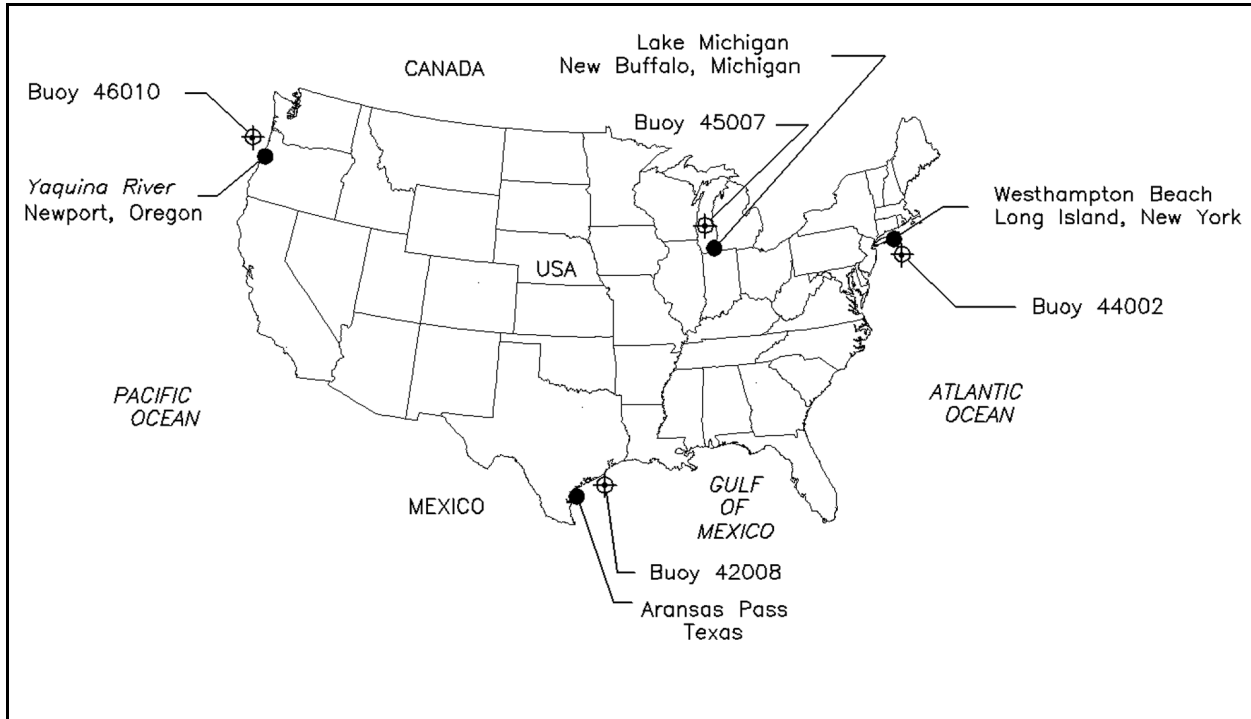 Lake Michigan
New Buffalo, Michigan
CANADA
Buoy 46010
Buoy 45007
Yaquina River
Newport, Oregon
Westhampton Beach
Long Island, New York
USA
Buoy 44002
PACIFIC
OCEAN
ATLANTIC
OCEAN
MEXICO
GULF
OF
MEXICO
Buoy 42008
Aransas Pass
Texas